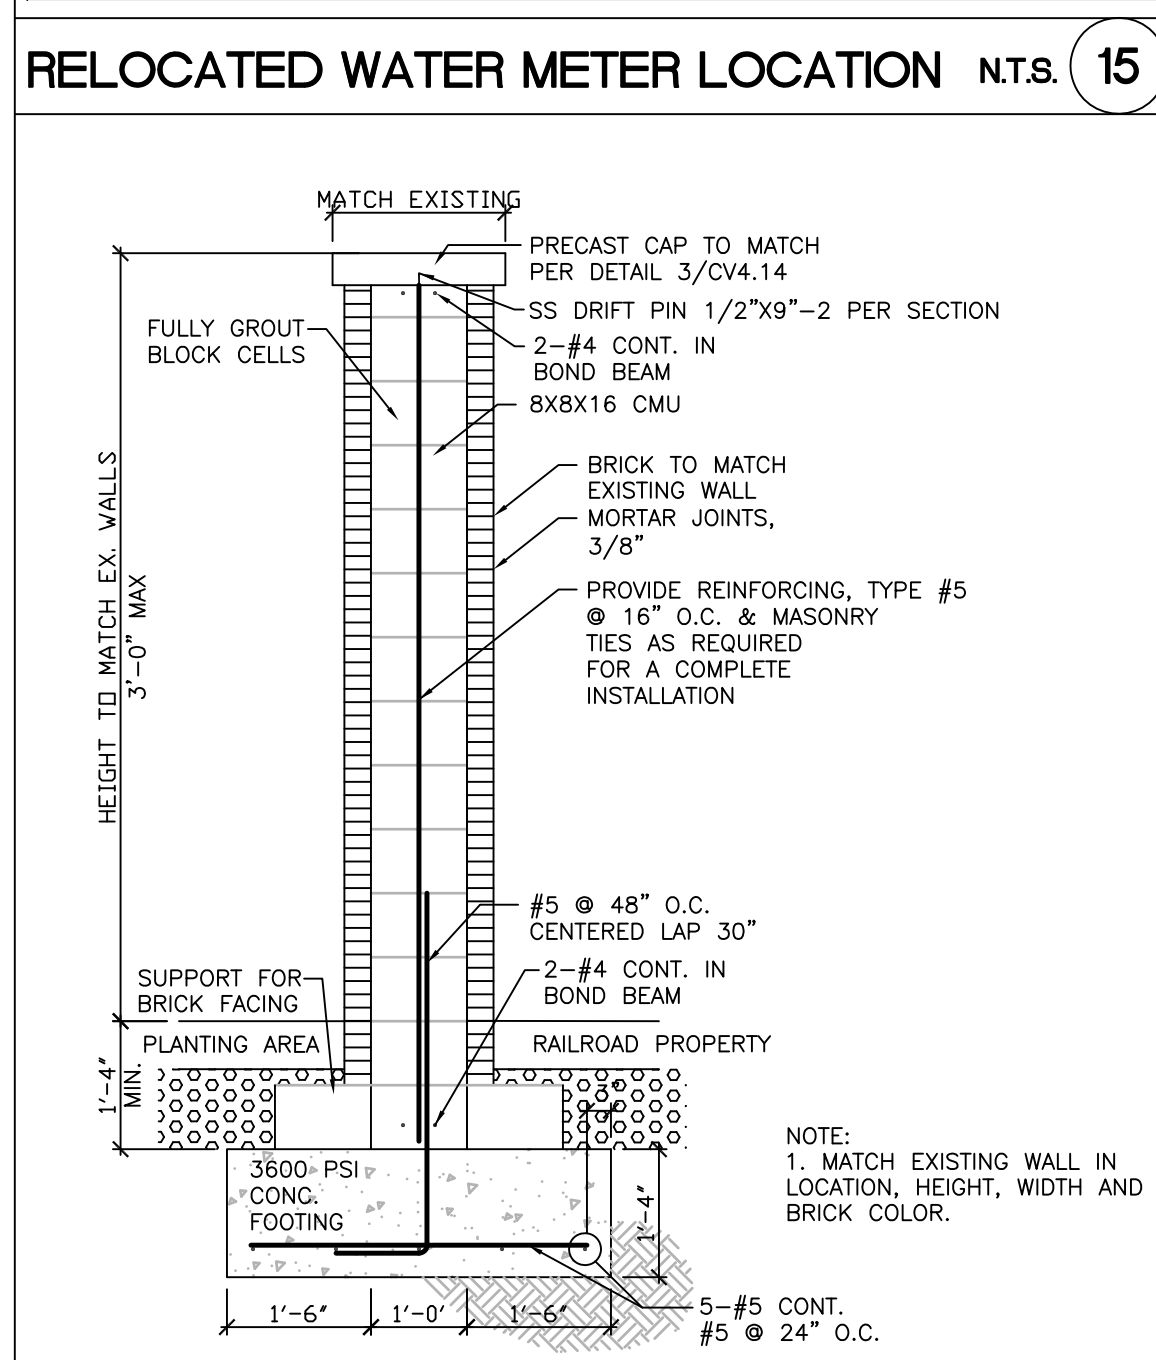 RELOCATED WATER METER LOCATION N.T.S. 15
MATCH EXISTING
PRECAST CAP TO MATCH
PER DETAIL 3/CV4.14
SS DRIFT PIN 1/2"X9"-2 PER SECTION
FULLY GROUT
BLOCK CELLS
2-#4 CONT. IN
BOND BEAM
8X8X16 CMU
BRICK TO MATCH
EXISTING WALL
MORTAR JOINTS,
3/8"
HEIGHT TO MATCH EX. WALLS
3'-0" MAX
PROVIDE REINFORCING, TYPE #5
@ 16" O.C. & MASONRY
TIES AS REQUIRED
FOR A COMPLETE
INSTALLATION
#5 @ 48" O.C.
CENTERED LAP 30"
2-#4 CONT. IN
BOND BEAM
SUPPORT FOR
BRICK FACING
PLANTING AREA
RAILROAD PROPERTY
1'-4"
MIN.
3"
NOTE:
1. MATCH EXISTING WALL IN
LOCATION, HEIGHT, WIDTH AND
BRICK COLOR.
3600 PSI
CONC.
FOOTING
1'-4"
1'-6" 1'-0' 1'-6"
5-#5 CONT.
#5 @ 24" O.C.